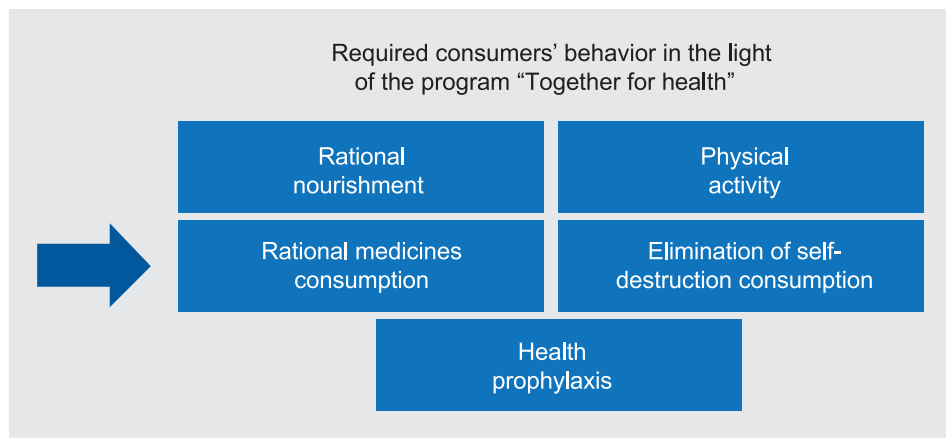 Required consumers’ behavior in the light
of the program “Together for health”
Rational
nourishment
Physical
activity
Rational medicines
consumption
Elimination of self-
destruction consumption
Health
prophylaxis